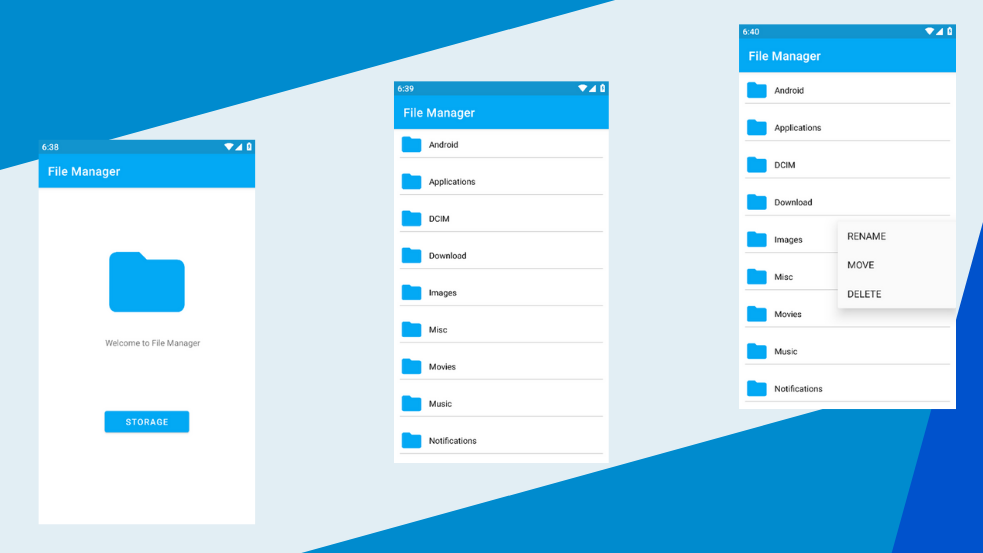 6:38
File Manager
Welcome to File Manager
STORAGE
6:39
File Manager
Android
Applications
DCIM
Download
Images
Misc
Movies
Music
Notifications
6:40
File Manager
Android
Applications
DCIM
Download
Images
Misc
Movies
Music
Notifications
RENAME
MOVE
DELETE